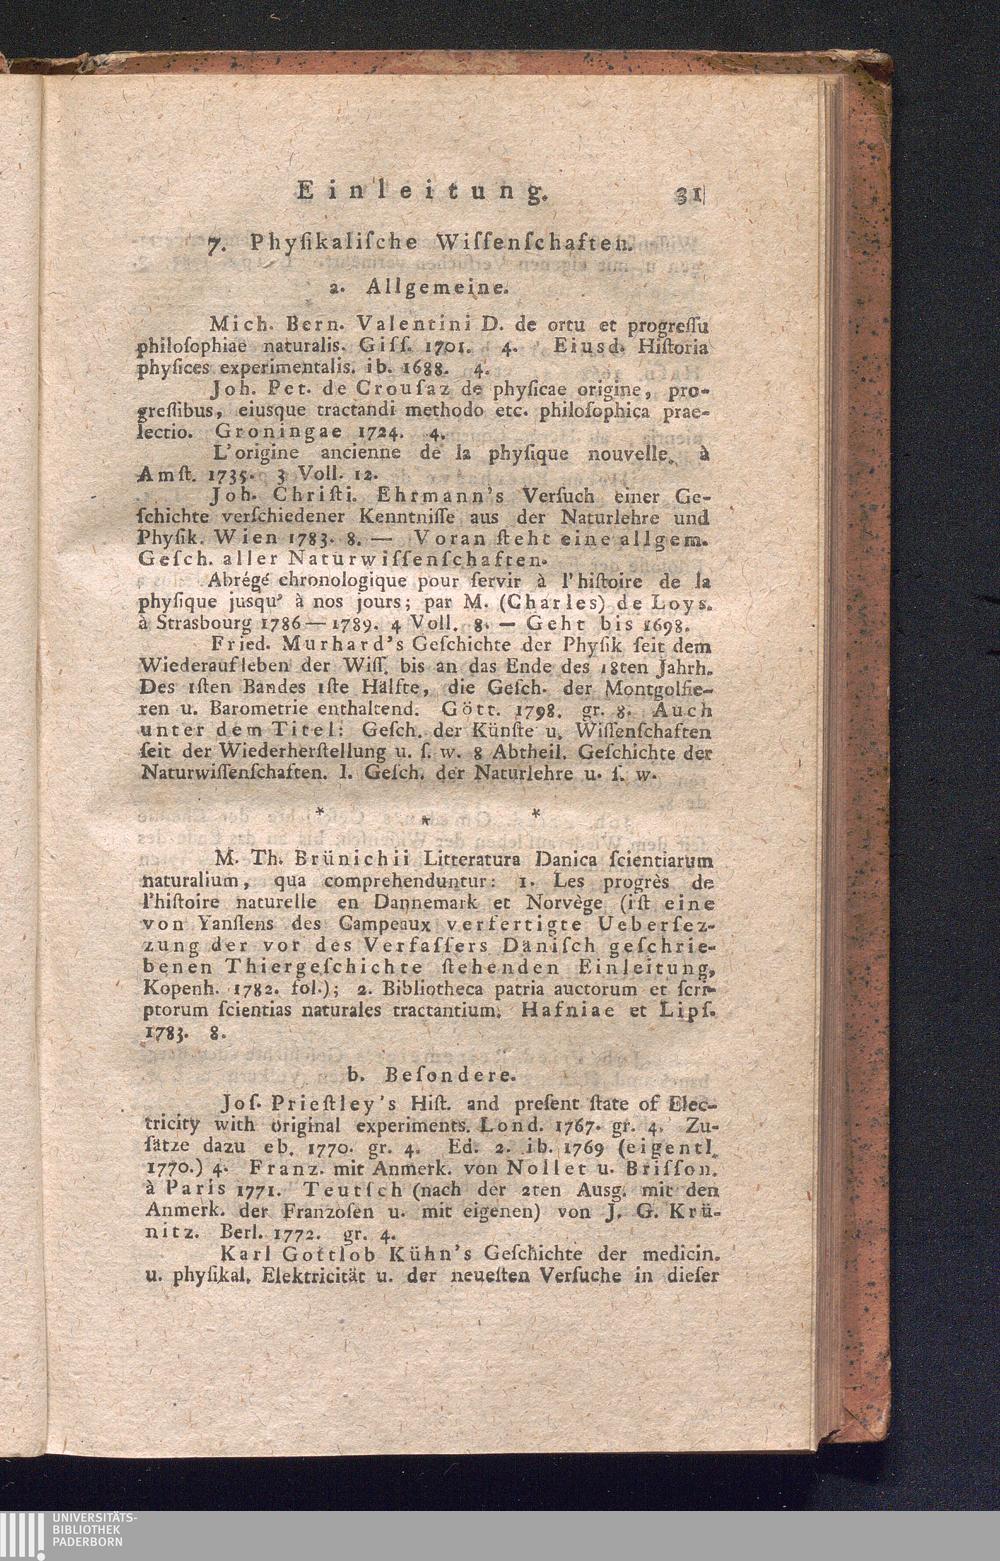 Einleitung. 31
7. Phyſikaliſche Wiſſenſchaften.
a. Allgemeine.
Mich. Bern. Valentini D. de ortu et progreſſu
philoſophiae naturalis. Giſſ. 1701. 4. Eiusd. Hiſtoria
phyſices experimentalis. ib. 1688. 4.
Joh. Pet. de Crouſaz de phyſicae origine, pro-
greſſibus, eiusque tractandi methodo etc. philoſophica prae-
lectio. Groningae 1724. 4.
L'origine ancienne de la phyſique nouvelle, à
Amſt. 1735. 3 Voll. 12.
Joh. Chriſti. Ehrmann's Verſuch einer Ge-
ſchichte verſchiedener Kenntniſſe aus der Naturlehre und
Phyſik. Wien 1783. 8. — Voran ſteht eine allgem.
Geſch. aller Naturwiſſenſchaften.
Abrégé chronologique pour ſervir à l'hiſtoire de la
phyſique jusqu' à nos jours; par M. (Charles) de Loys.
à Strasbourg 1786 — 1789. 4 Voll. 8. — Geht bis 1698.
Fried. Murhard's Geſchichte der Phyſik ſeit dem
Wiederaufleben der Wiſſ. bis an das Ende des 18ten Jahrh.
Des 1ſten Bandes 1ſte Hälfte, die Geſch. der Montgolfie-
ren u. Barometrie enthaltend. Gött. 1798. gr. 8. Auch
unter dem Titel: Geſch. der Künſte u. Wiſſenſchaften
ſeit der Wiederherſtellung u. ſ. w. 8 Abtheil. Geſchichte der
Naturwiſſenſchaften. I. Geſch. der Naturlehre u. ſ. w.
* * *
M. Th. Brünichii Litteratura Danica ſcientiarum
naturalium, qua comprehenduntur: 1. Les progrès de
l'hiſtoire naturelle en Dannemark et Norvège (iſt eine
von Yanſſens des Campeaux verfertigte Ueberſez-
zung der vor des Verfaſſers Däniſch geſchrie-
benen Thiergeſchichte ſtehenden Einleitung,
Kopenh. 1782. fol.); 2. Bibliotheca patria auctorum et ſcri-
ptorum ſcientias naturales tractantium. Hafniae et Lipſ.
1783. 8.
b. Beſondere.
Joſ. Prieſtley's Hiſt. and preſent ſtate of Elec-
tricity with original experiments. Lond. 1767. gr. 4. Zu-
ſätze dazu eb. 1770. gr. 4. Ed. 2. ib. 1769 (eigentl.
1770.) 4. Franz. mit Anmerk. von Nollet u. Briſſon.
à Paris 1771. Teutſch (nach der 2ten Ausg. mit den
Anmerk. der Franzoſen u. mit eigenen) von J. G. Krü-
nitz. Berl. 1772. gr. 4.
Karl Gottlob Kühn's Geſchichte der medicin.
u. phyſikal. Elektricität u. der neueſten Verſuche in dieſer
UNIVERSITÄTS-
BIBLIOTHEK
PADERBORN